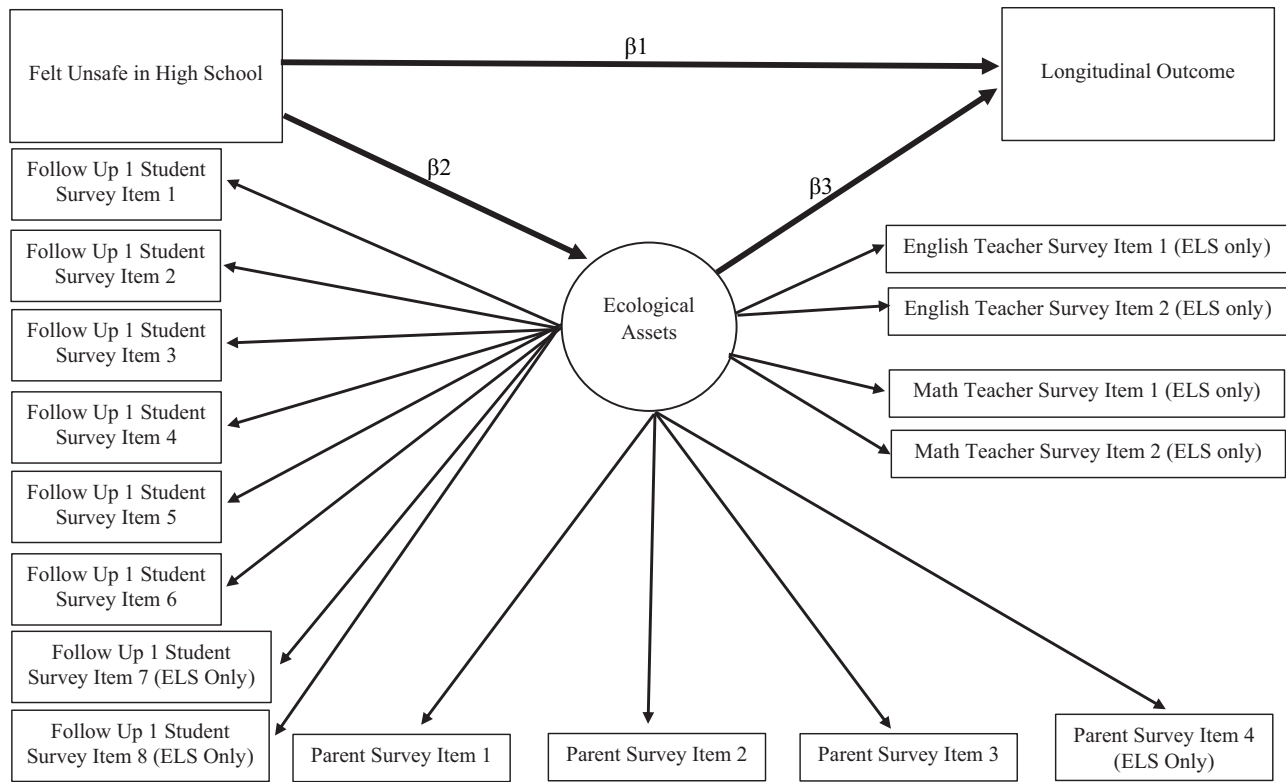 Felt Unsafe in High School
β1
Longitudinal Outcome
β2
β3
Follow Up 1 Student
Survey Item 1
Follow Up 1 Student
Survey Item 2
Follow Up 1 Student
Survey Item 3
Follow Up 1 Student
Survey Item 4
Follow Up 1 Student
Survey Item 5
Follow Up 1 Student
Survey Item 6
Follow Up 1 Student
Survey Item 7 (ELS Only)
Follow Up 1 Student
Survey Item 8 (ELS Only)
Ecological
Assets
English Teacher Survey Item 1 (ELS only)
English Teacher Survey Item 2 (ELS only)
Math Teacher Survey Item 1 (ELS only)
Math Teacher Survey Item 2 (ELS only)
Parent Survey Item 1
Parent Survey Item 2
Parent Survey Item 3
Parent Survey Item 4
(ELS Only)